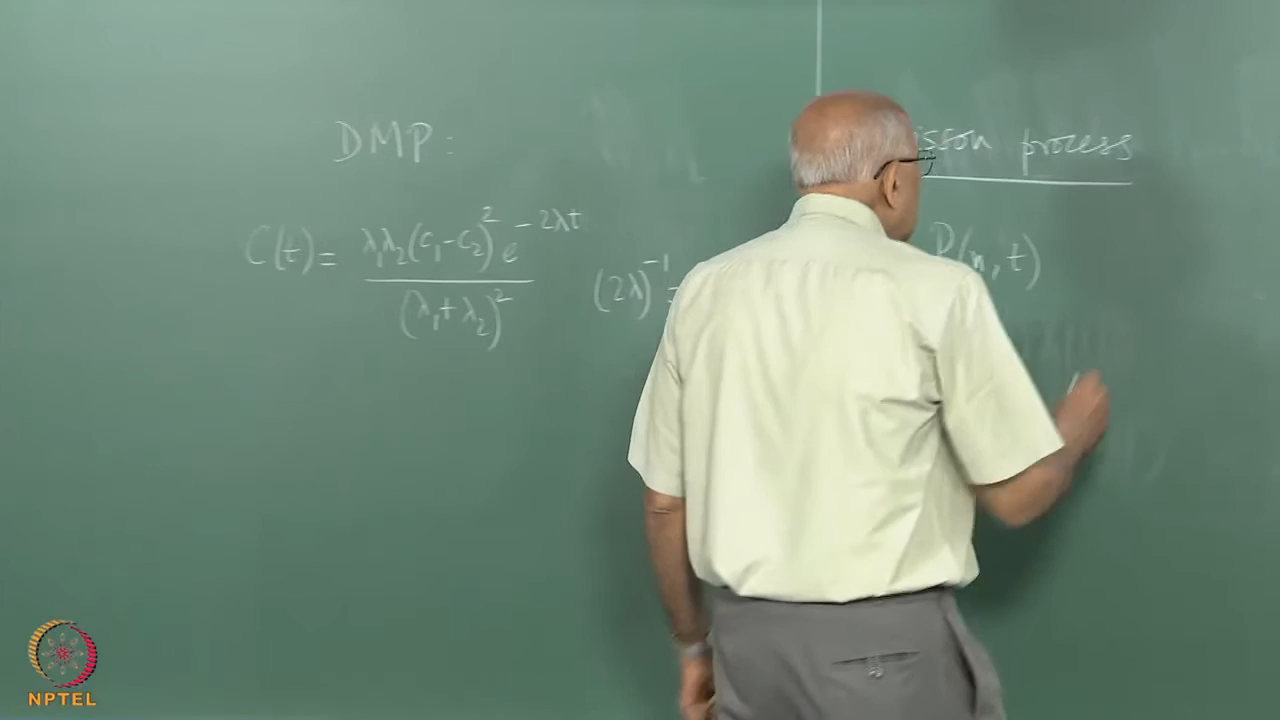 DMP:
C(t) = λ₁λ₂(c₁-c₂)² e^{-2λt} / (λ₁+λ₂)²
(2λ)⁻¹ =
process
P(n, t)
NPTEL